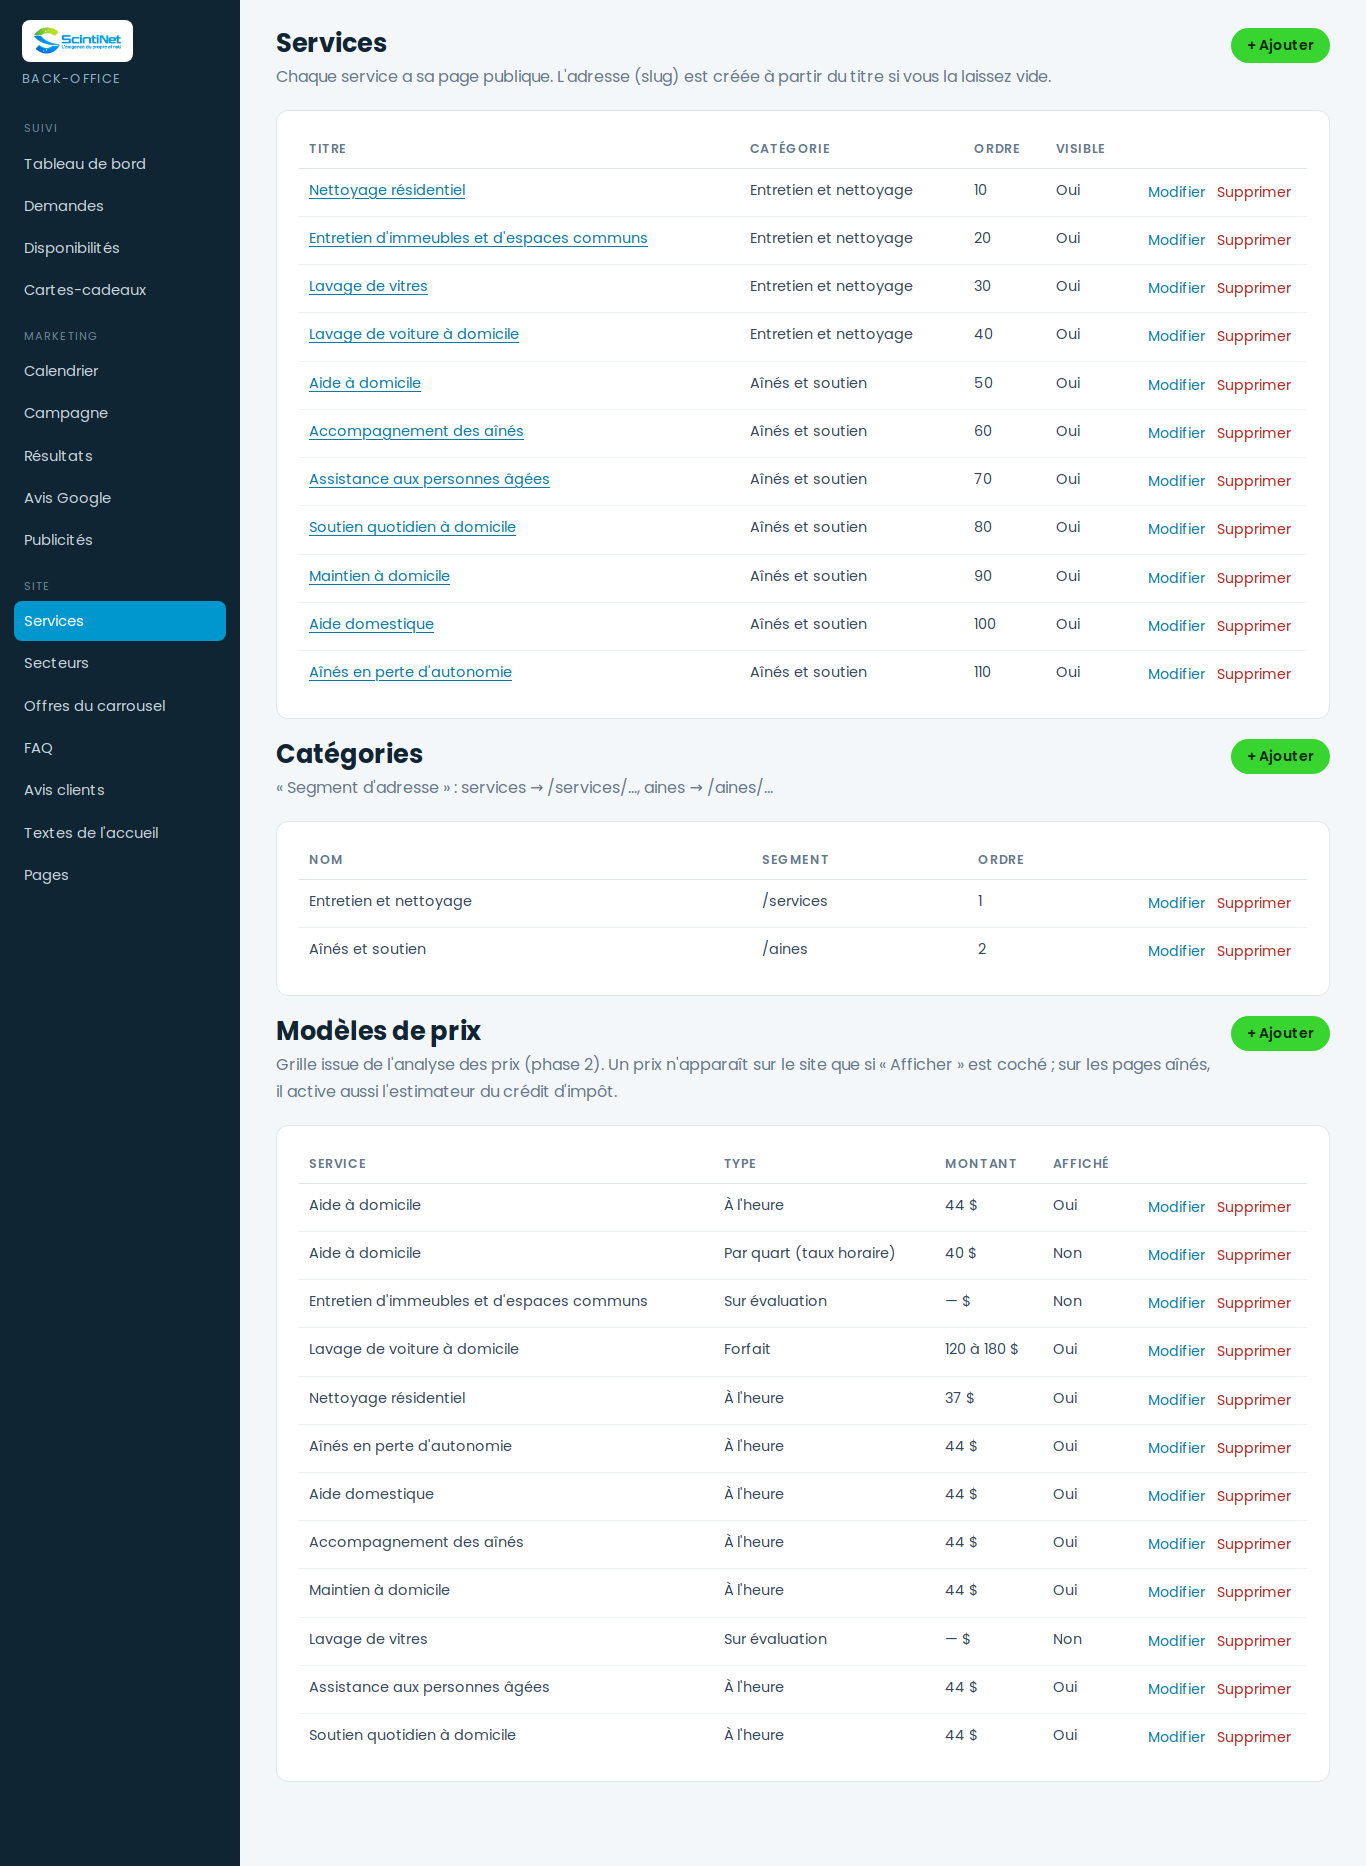 ScintiNet
L'exigence du propre et net
BACK-OFFICE
SUIVI
Tableau de bord
Demandes
Disponibilités
Cartes-cadeaux
MARKETING
Calendrier
Campagne
Résultats
Avis Google
Publicités
SITE
Services
Secteurs
Offres du carrousel
FAQ
Avis clients
Textes de l'accueil
Pages
Services
+ Ajouter
Chaque service a sa page publique. L'adresse (slug) est créée à partir du titre si vous la laissez vide.
TITRE CATÉGORIE ORDRE VISIBLE
Nettoyage résidentiel Entretien et nettoyage 10 Oui Modifier Supprimer
Entretien d'immeubles et d'espaces communs Entretien et nettoyage 20 Oui Modifier Supprimer
Lavage de vitres Entretien et nettoyage 30 Oui Modifier Supprimer
Lavage de voiture à domicile Entretien et nettoyage 40 Oui Modifier Supprimer
Aide à domicile Aînés et soutien 50 Oui Modifier Supprimer
Accompagnement des aînés Aînés et soutien 60 Oui Modifier Supprimer
Assistance aux personnes âgées Aînés et soutien 70 Oui Modifier Supprimer
Soutien quotidien à domicile Aînés et soutien 80 Oui Modifier Supprimer
Maintien à domicile Aînés et soutien 90 Oui Modifier Supprimer
Aide domestique Aînés et soutien 100 Oui Modifier Supprimer
Aînés en perte d'autonomie Aînés et soutien 110 Oui Modifier Supprimer
Catégories
+ Ajouter
« Segment d'adresse » : services → /services/…, aines → /aines/…
NOM SEGMENT ORDRE
Entretien et nettoyage /services 1 Modifier Supprimer
Aînés et soutien /aines 2 Modifier Supprimer
Modèles de prix
+ Ajouter
Grille issue de l'analyse des prix (phase 2). Un prix n'apparaît sur le site que si « Afficher » est coché ; sur les pages aînés,
il active aussi l'estimateur du crédit d'impôt.
SERVICE TYPE MONTANT AFFICHÉ
Aide à domicile À l'heure 44 $ Oui Modifier Supprimer
Aide à domicile Par quart (taux horaire) 40 $ Non Modifier Supprimer
Entretien d'immeubles et d'espaces communs Sur évaluation — $ Non Modifier Supprimer
Lavage de voiture à domicile Forfait 120 à 180 $ Oui Modifier Supprimer
Nettoyage résidentiel À l'heure 37 $ Oui Modifier Supprimer
Aînés en perte d'autonomie À l'heure 44 $ Oui Modifier Supprimer
Aide domestique À l'heure 44 $ Oui Modifier Supprimer
Accompagnement des aînés À l'heure 44 $ Oui Modifier Supprimer
Maintien à domicile À l'heure 44 $ Oui Modifier Supprimer
Lavage de vitres Sur évaluation — $ Non Modifier Supprimer
Assistance aux personnes âgées À l'heure 44 $ Oui Modifier Supprimer
Soutien quotidien à domicile À l'heure 44 $ Oui Modifier Supprimer